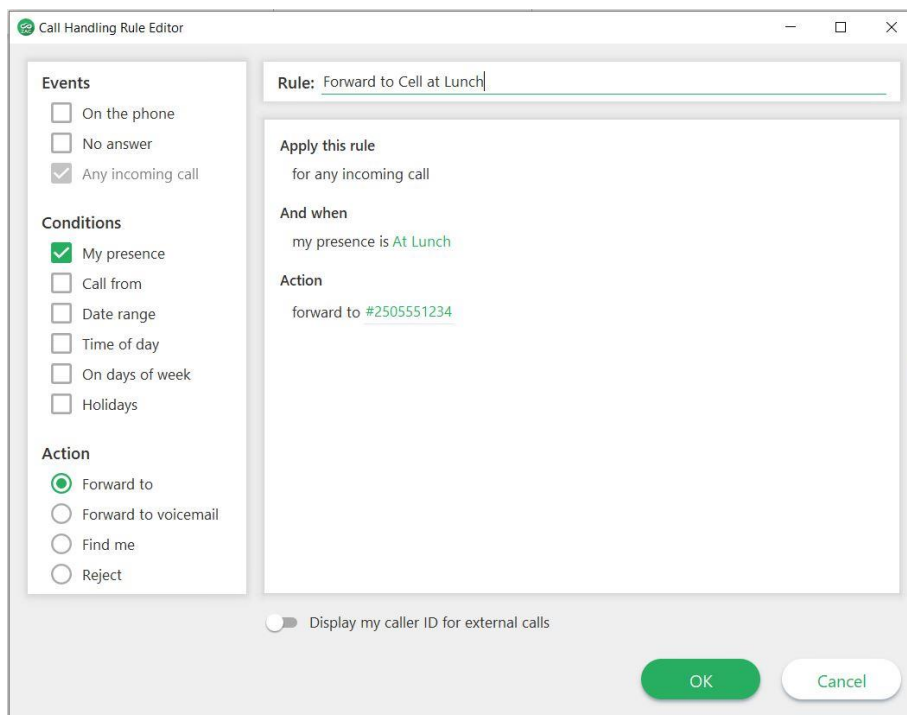 Call Handling Rule Editor
Events
On the phone
No answer
Any incoming call
Conditions
My presence
Call from
Date range
Time of day
On days of week
Holidays
Action
Forward to
Forward to voicemail
Find me
Reject
Rule: Forward to Cell at Lunch
Apply this rule
for any incoming call
And when
my presence is At Lunch
Action
forward to #2505551234
Display my caller ID for external calls
OK
Cancel